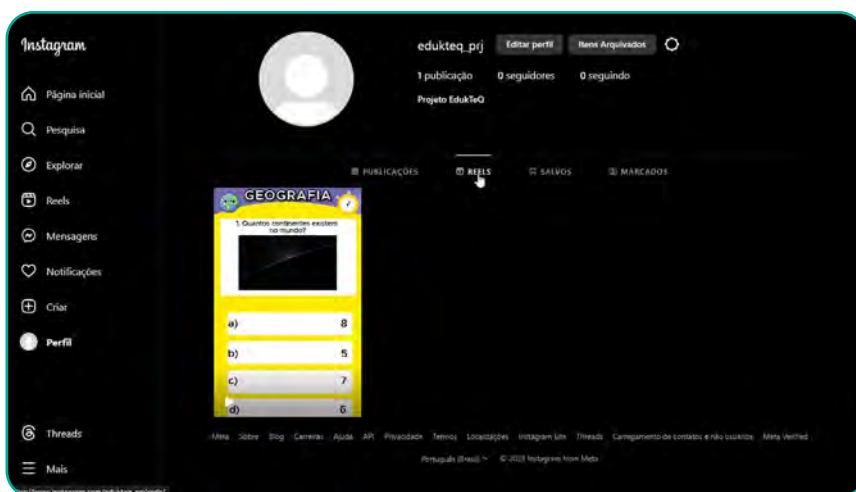 Instagram
Página inicial
Pesquisa
Explorar
Reels
Mensagens
Notificações
Criar
Perfil
Threads
Mais
edukteq_prj Editar perfil Itens Arquivados
1 publicação 0 seguidores 0 seguindo
Projeto EdukTeQ
PUBLICAÇÕES REELS SALVOS MARCADOS
GEOGRAFIA
1. Quantos continentes existem
no mundo?
a) 8
b) 5
c) 7
d) 6
Meta Sobre Blog Carreiras Ajuda API Privacidade Termos Localizações Instagram Lite Threads Carregamento de contatos e não usuários Meta Verified
Português (Brasil) © 2023 Instagram from Meta